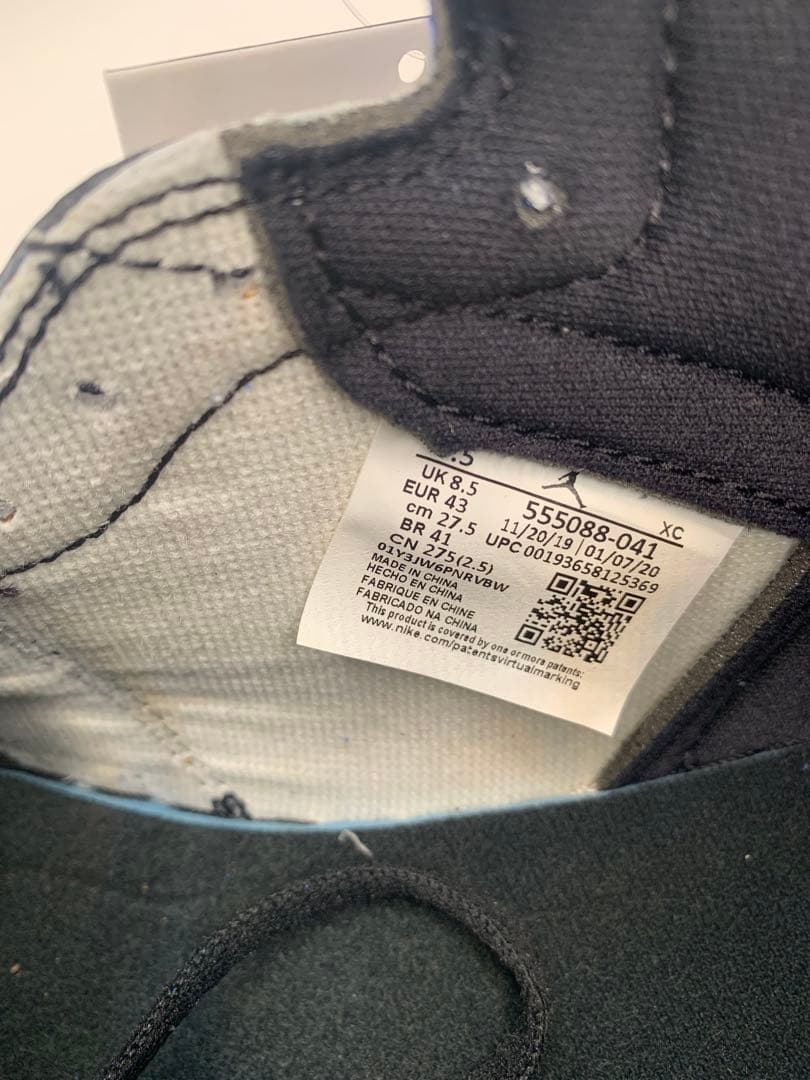 .5
UK 8.5
EUR 43
cm 27.5
BR 41
CN 275(2.5)
01Y3JW6PNRVBW
MADE IN CHINA
HECHO EN CHINA
FABRIQUE EN CHINE
FABRICADO NA CHINA
This product is covered by one or more patents:
www.nike.com/patentsvirtualmarking
XC
555088-041
11/20/19 | 01/07/20
UPC 00193658125369